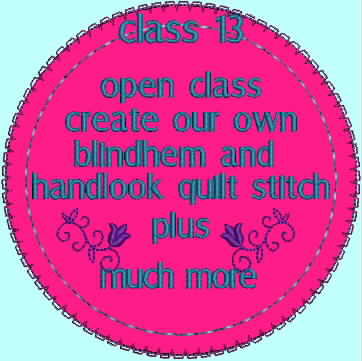 class 13
open class
create our own
blindhem and
handlook quilt stitch
plus
much more